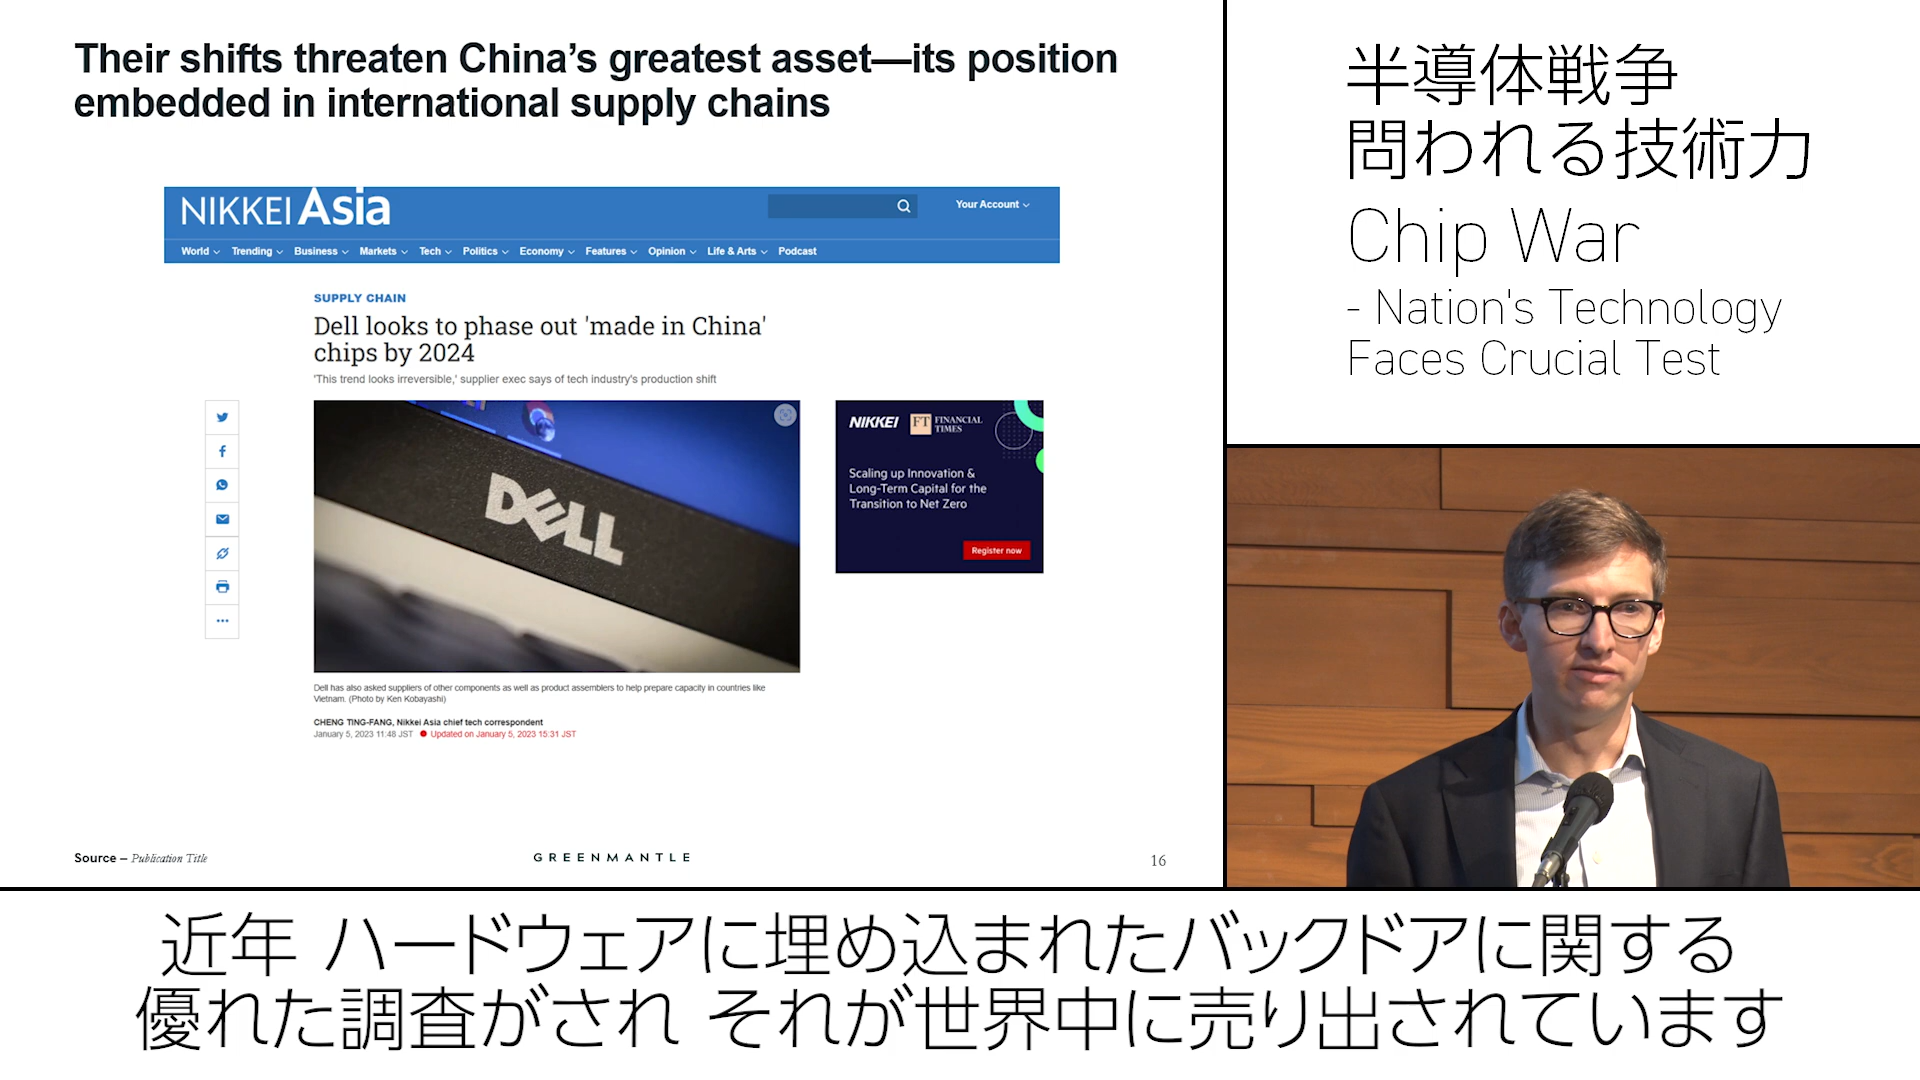 Their shifts threaten China's greatest asset—its position
embedded in international supply chains
NIKKEI Asia
Your Account
World Trending Business Markets Tech Politics Economy Features Opinion Life & Arts Podcast
SUPPLY CHAIN
Dell looks to phase out 'made in China'
chips by 2024
'This trend looks irreversible,' supplier exec says of tech industry's production shift
DELL
NIKKEI FT FINANCIAL
TIMES
Scaling up Innovation &
Long-Term Capital for the
Transition to Net Zero
Register now
Dell has also asked suppliers of other components as well as product assemblers to help prepare capacity in countries like
Vietnam. (Photo by Ken Kobayashi)
CHENG TING-FANG, Nikkei Asia chief tech correspondent
January 5, 2023 11:48 JST Updated on January 5, 2023 15:31 JST
Source – Publication Title
GREENMANTLE
16
半導体戦争
問われる技術力
Chip War
- Nation's Technology
Faces Crucial Test
近年 ハードウェアに埋め込まれたバックドアに関する
優れた調査がされ それが世界中に売り出されています